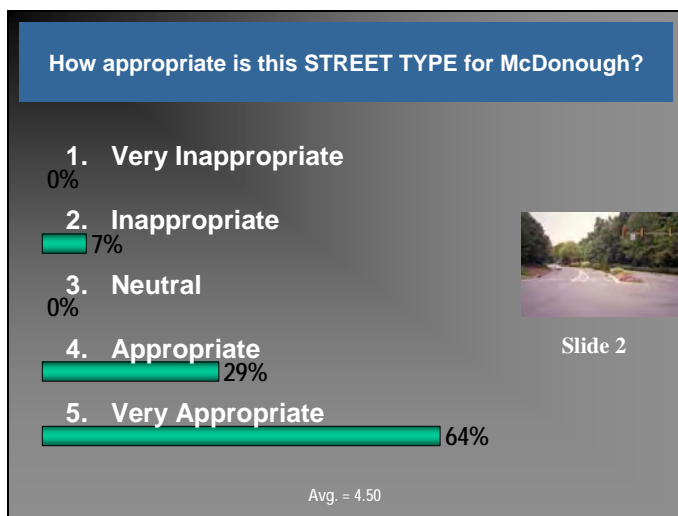 How appropriate is this STREET TYPE for McDonough?
1. Very Inappropriate
0%
2. Inappropriate
7%
3. Neutral
0%
4. Appropriate
29%
5. Very Appropriate
64%
Slide 2
Avg. = 4.50